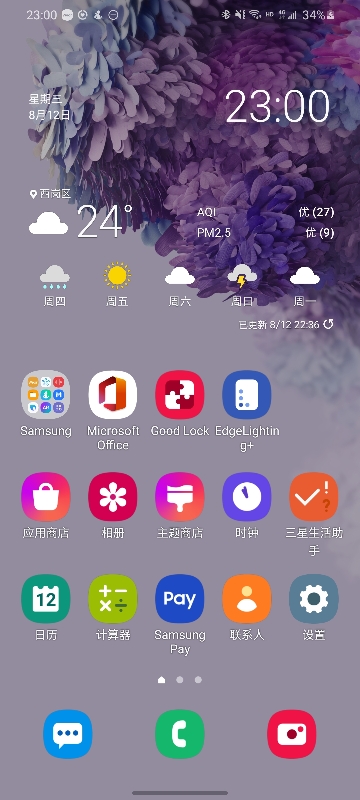 23:00
HD 4G 34%
星期三
8月12日
23:00
西岗区
24°
AQI 优 (27)
PM2.5 优 (9)
周四 周五 周六 周日 周一
已更新 8/12 22:36
Samsung Microsoft Office Good Lock EdgeLighting+
应用商店 相册 主题商店 时钟 三星生活助手
12 Pay
日历 计算器 Samsung Pay 联系人 设置